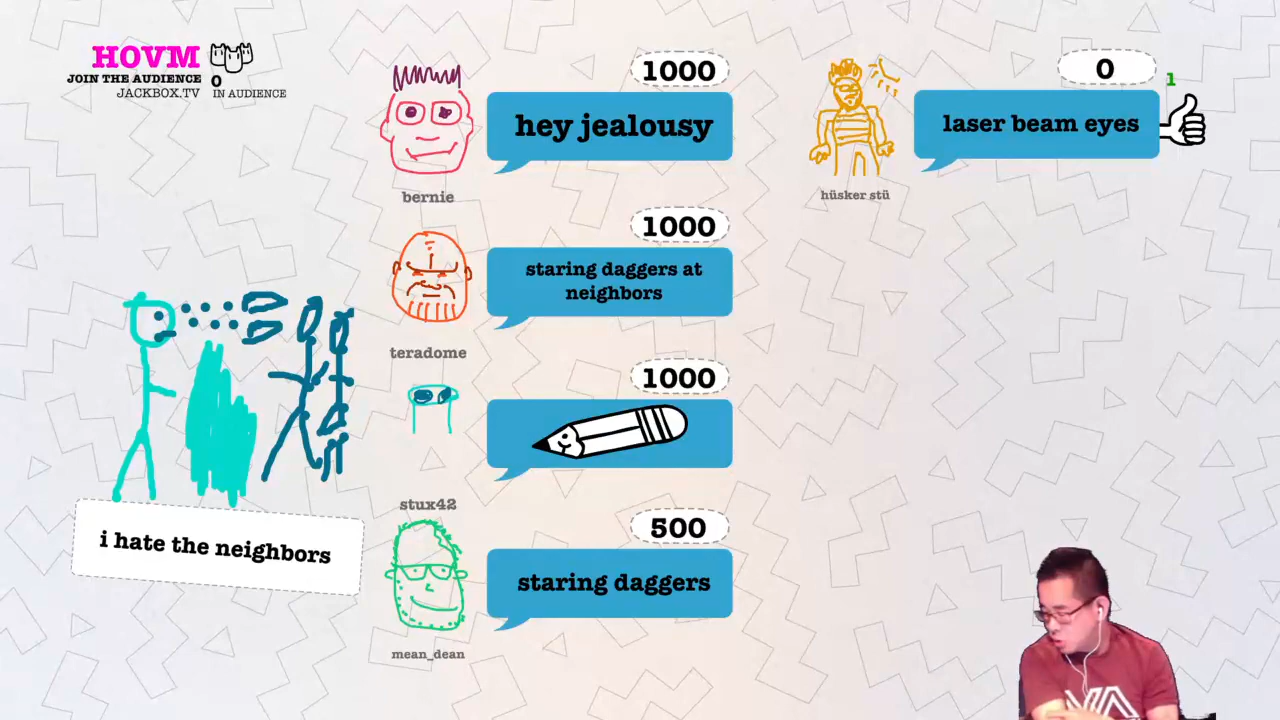 HOVM
JOIN THE AUDIENCE
JACKBOX.TV
0
IN AUDIENCE
i hate the neighbors
1000
hey jealousy
bernie
1000
staring daggers at
neighbors
teradome
1000
stux42
500
staring daggers
mean_dean
0
1
laser beam eyes
hüsker stü